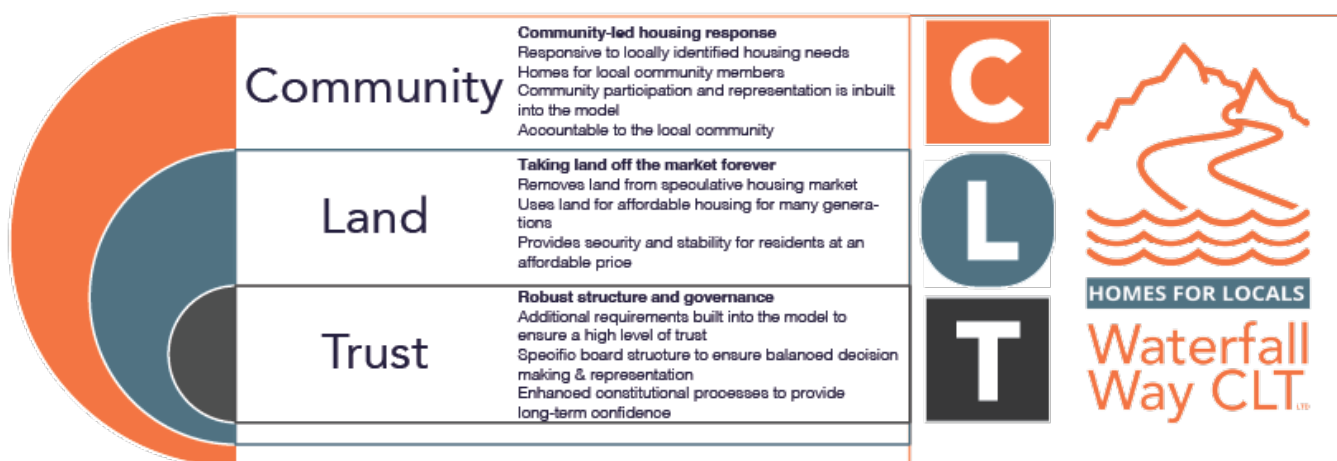 Community
Community-led housing response
Responsive to locally identified housing needs
Homes for local community members
Community participation and representation is inbuilt
into the model
Accountable to the local community
Land
Taking land off the market forever
Removes land from speculative housing market
Uses land for affordable housing for many genera-
tions
Provides security and stability for residents at an
affordable price
Trust
Robust structure and governance
Additional requirements built into the model to
ensure a high level of trust
Specific board structure to ensure balanced decision
making & representation
Enhanced constitutional processes to provide
long-term confidence
C
L
T
HOMES FOR LOCALS
Waterfall
Way CLT LTD